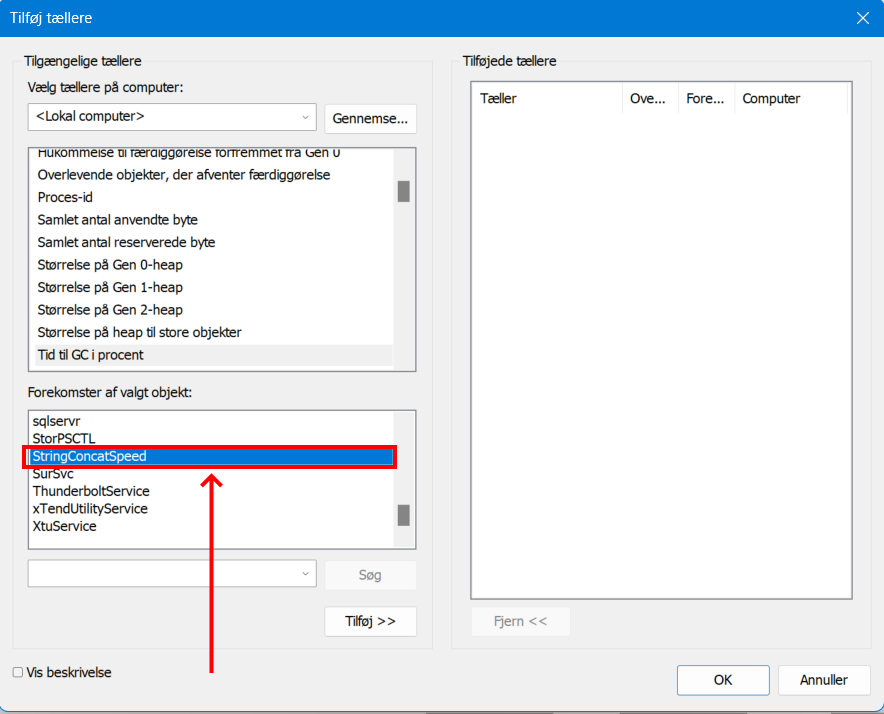 Tilføj tællere
Tilgængelige tællere
Vælg tællere på computer:
<Lokal computer>
Gennemse...
Hukommelse til færdiggørelse forfremmet fra Gen 0
Overlevende objekter, der afventer færdiggørelse
Proces-id
Samlet antal anvendte byte
Samlet antal reserverede byte
Størrelse på Gen 0-heap
Størrelse på Gen 1-heap
Størrelse på Gen 2-heap
Størrelse på heap til store objekter
Tid til GC i procent
Forekomster af valgt objekt:
sqlservr
StorPSCTL
StringConcatSpeed
SurSvc
ThunderboltService
xTendUtilityService
XtuService
Søg
Tilføj >>
Vis beskrivelse
Tilføjede tællere
Tæller Ove... Fore... Computer
Fjern <<
OK
Annuller